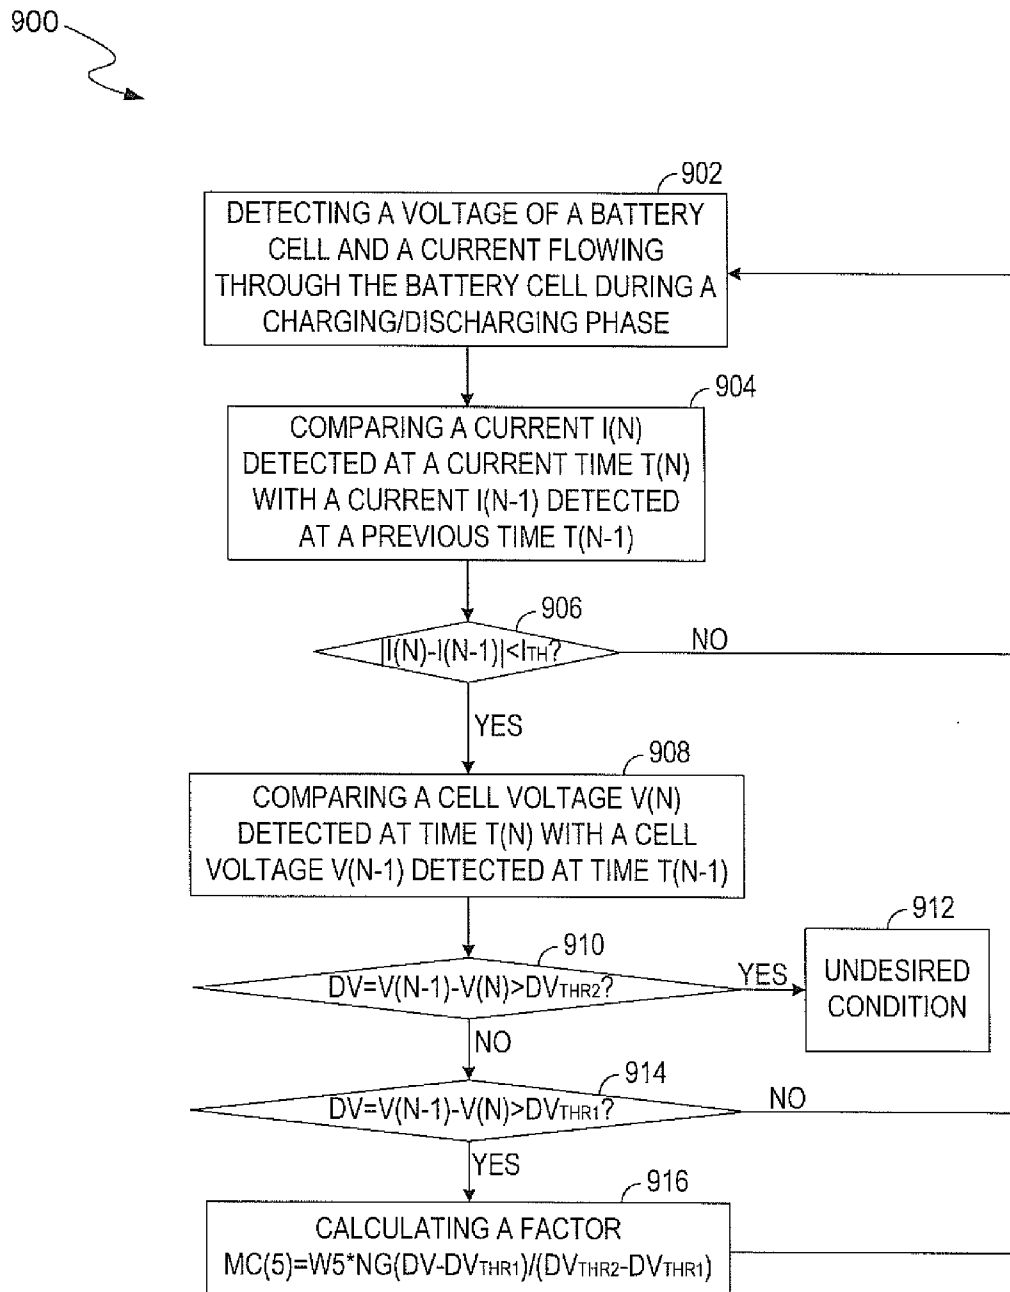 900
902
DETECTING A VOLTAGE OF A BATTERY
CELL AND A CURRENT FLOWING
THROUGH THE BATTERY CELL DURING A
CHARGING/DISCHARGING PHASE
904
COMPARING A CURRENT I(N)
DETECTED AT A CURRENT TIME T(N)
WITH A CURRENT I(N-1) DETECTED
AT A PREVIOUS TIME T(N-1)
906
|I(N)-I(N-1)|<ITH?
NO
YES
908
COMPARING A CELL VOLTAGE V(N)
DETECTED AT TIME T(N) WITH A CELL
VOLTAGE V(N-1) DETECTED AT TIME T(N-1)
910
DV=V(N-1)-V(N)>DVTHR2?
YES
912
UNDESIRED
CONDITION
NO
914
DV=V(N-1)-V(N)>DVTHR1?
NO
YES
916
CALCULATING A FACTOR
MC(5)=W5*NG(DV-DVTHR1)/(DVTHR2-DVTHR1)